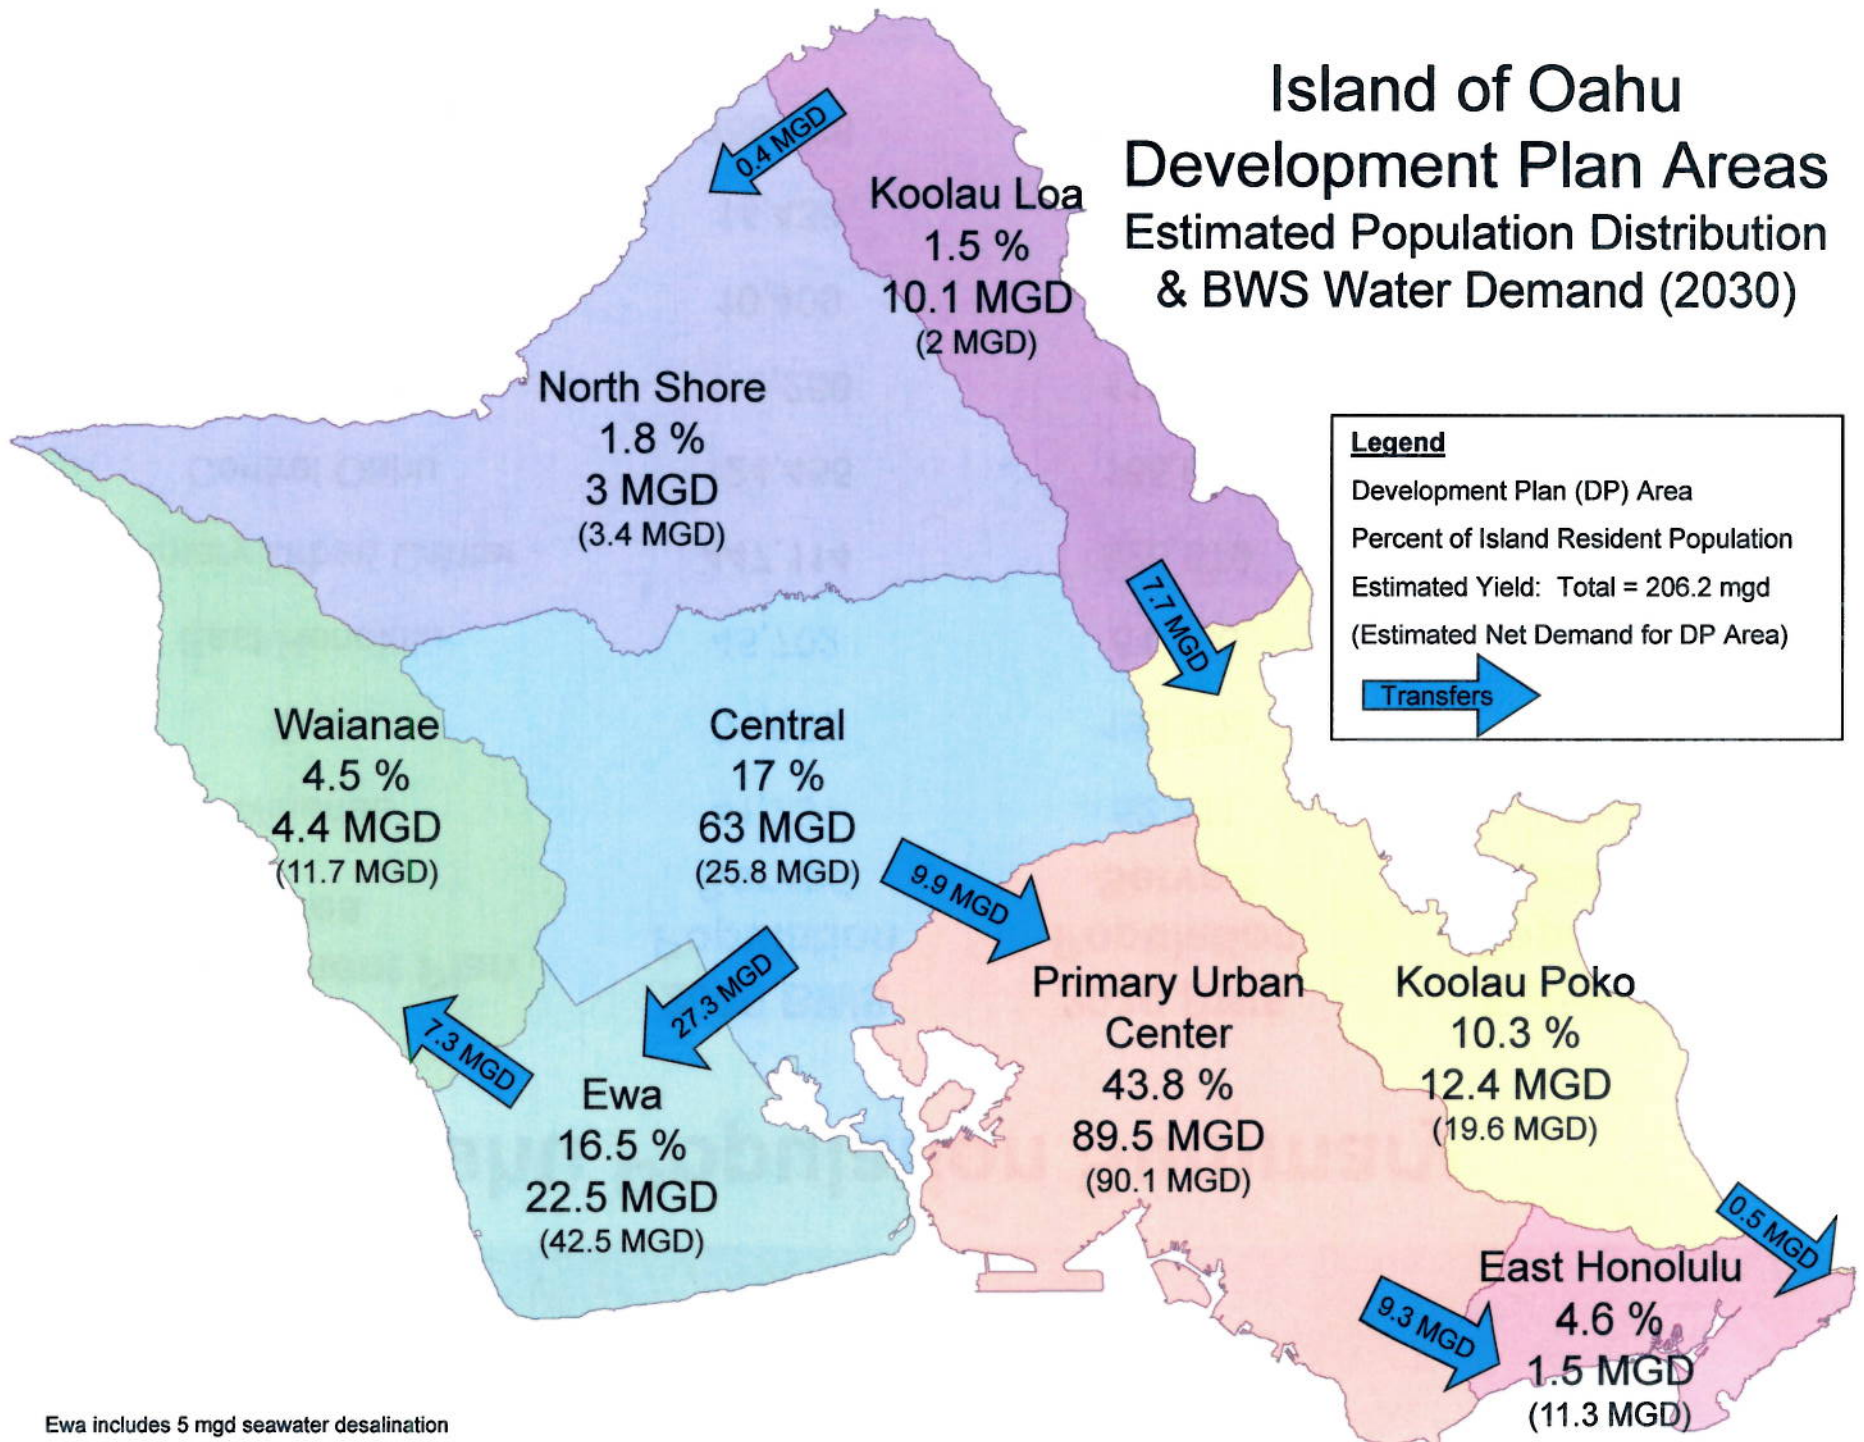 Island of Oahu
Development Plan Areas
Estimated Population Distribution
& BWS Water Demand (2030)
0.4 MGD
Koolau Loa
1.5 %
10.1 MGD
(2 MGD)
North Shore
1.8 %
3 MGD
(3.4 MGD)
Legend
Development Plan (DP) Area
Percent of Island Resident Population
Estimated Yield: Total = 206.2 mgd
(Estimated Net Demand for DP Area)
Transfers
7.7 MGD
Waianae
4.5 %
4.4 MGD
(11.7 MGD)
Central
17 %
63 MGD
(25.8 MGD)
9.9 MGD
27.3 MGD
7.3 MGD
Primary Urban
Center
43.8 %
89.5 MGD
(90.1 MGD)
Koolau Poko
10.3 %
12.4 MGD
(19.6 MGD)
Ewa
16.5 %
22.5 MGD
(42.5 MGD)
0.5 MGD
9.3 MGD
East Honolulu
4.6 %
1.5 MGD
(11.3 MGD)
Ewa includes 5 mgd seawater desalination